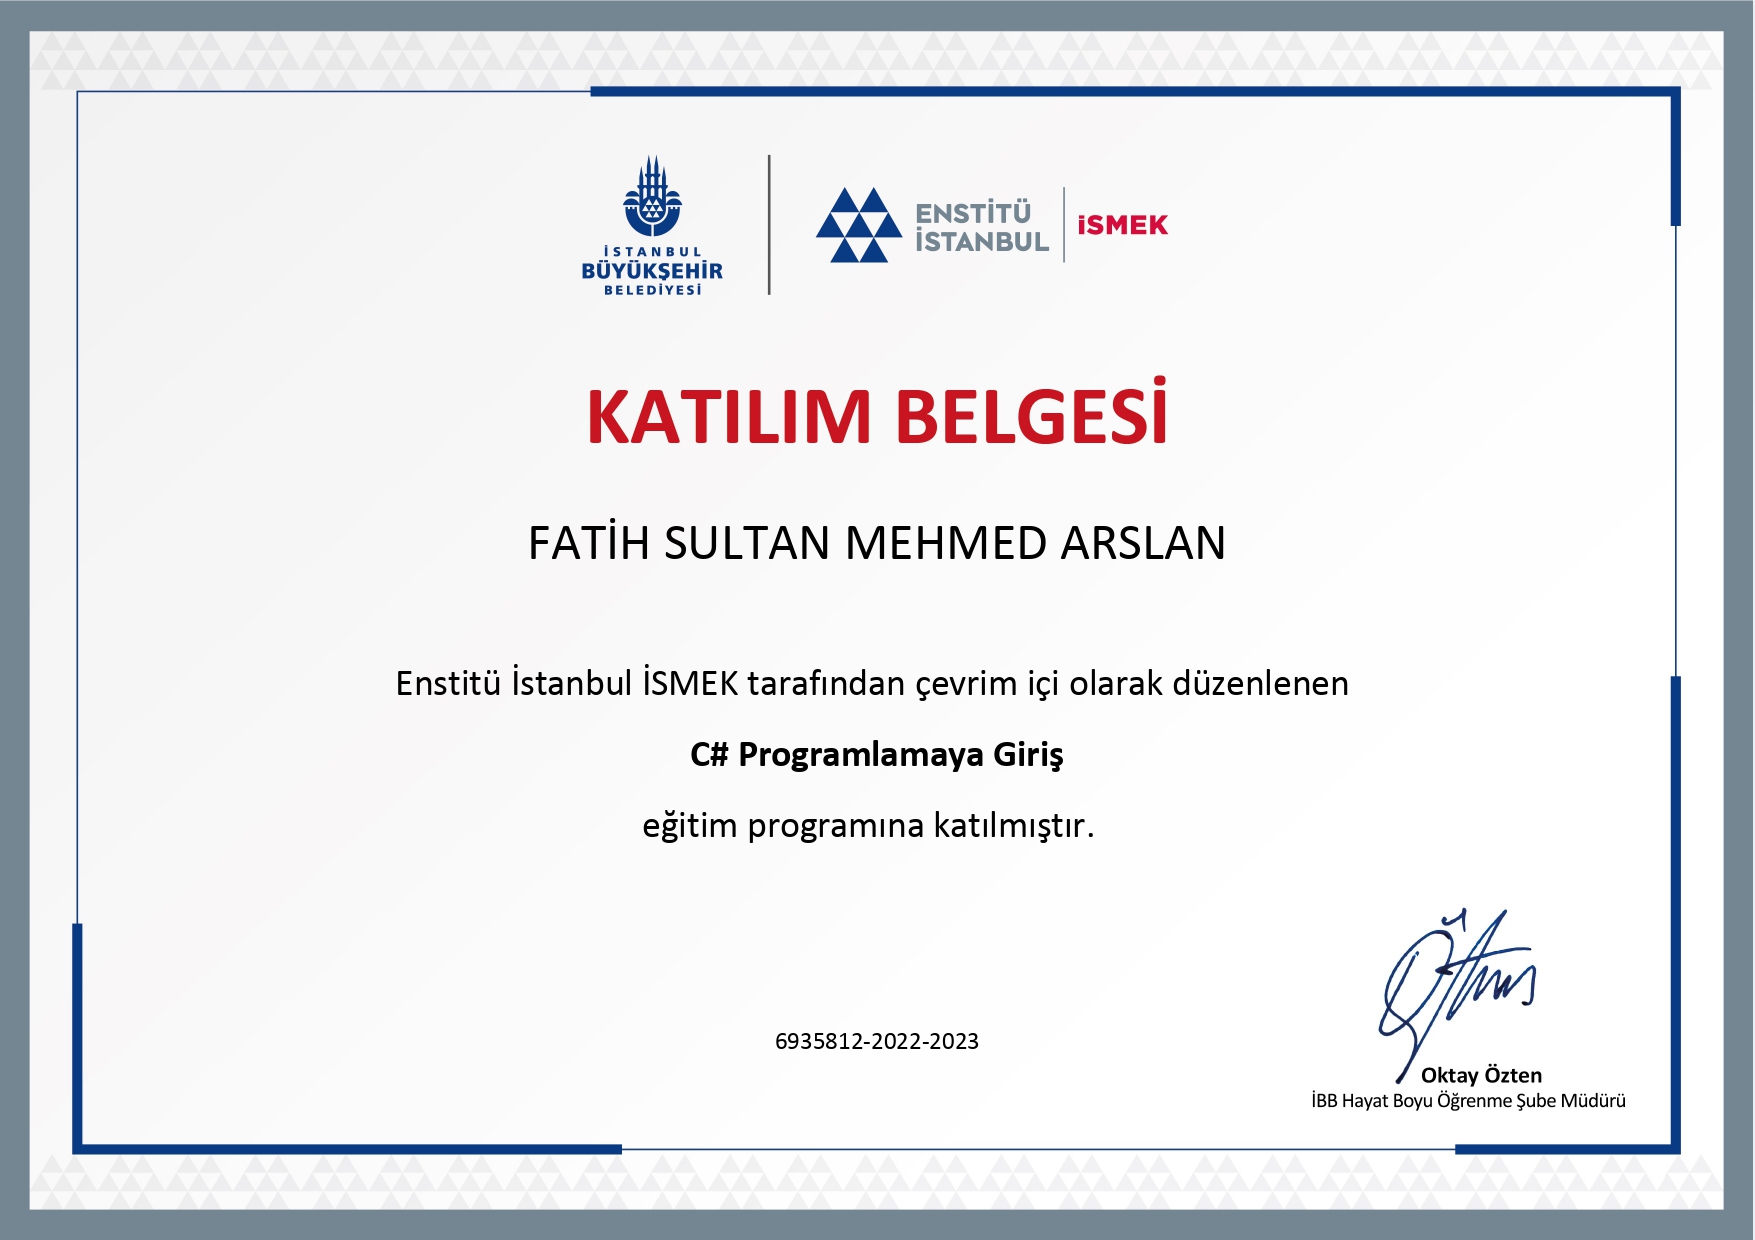 İSTANBUL
BÜYÜKŞEHİR
BELEDİYESİ
ENSTİTÜ
İSTANBUL
İSMEK
KATILIM BELGESİ
FATİH SULTAN MEHMED ARSLAN
Enstitü İstanbul İSMEK tarafından çevrim içi olarak düzenlenen
C# Programlamaya Giriş
eğitim programına katılmıştır.
6935812-2022-2023
Oktay Özten
İBB Hayat Boyu Öğrenme Şube Müdürü